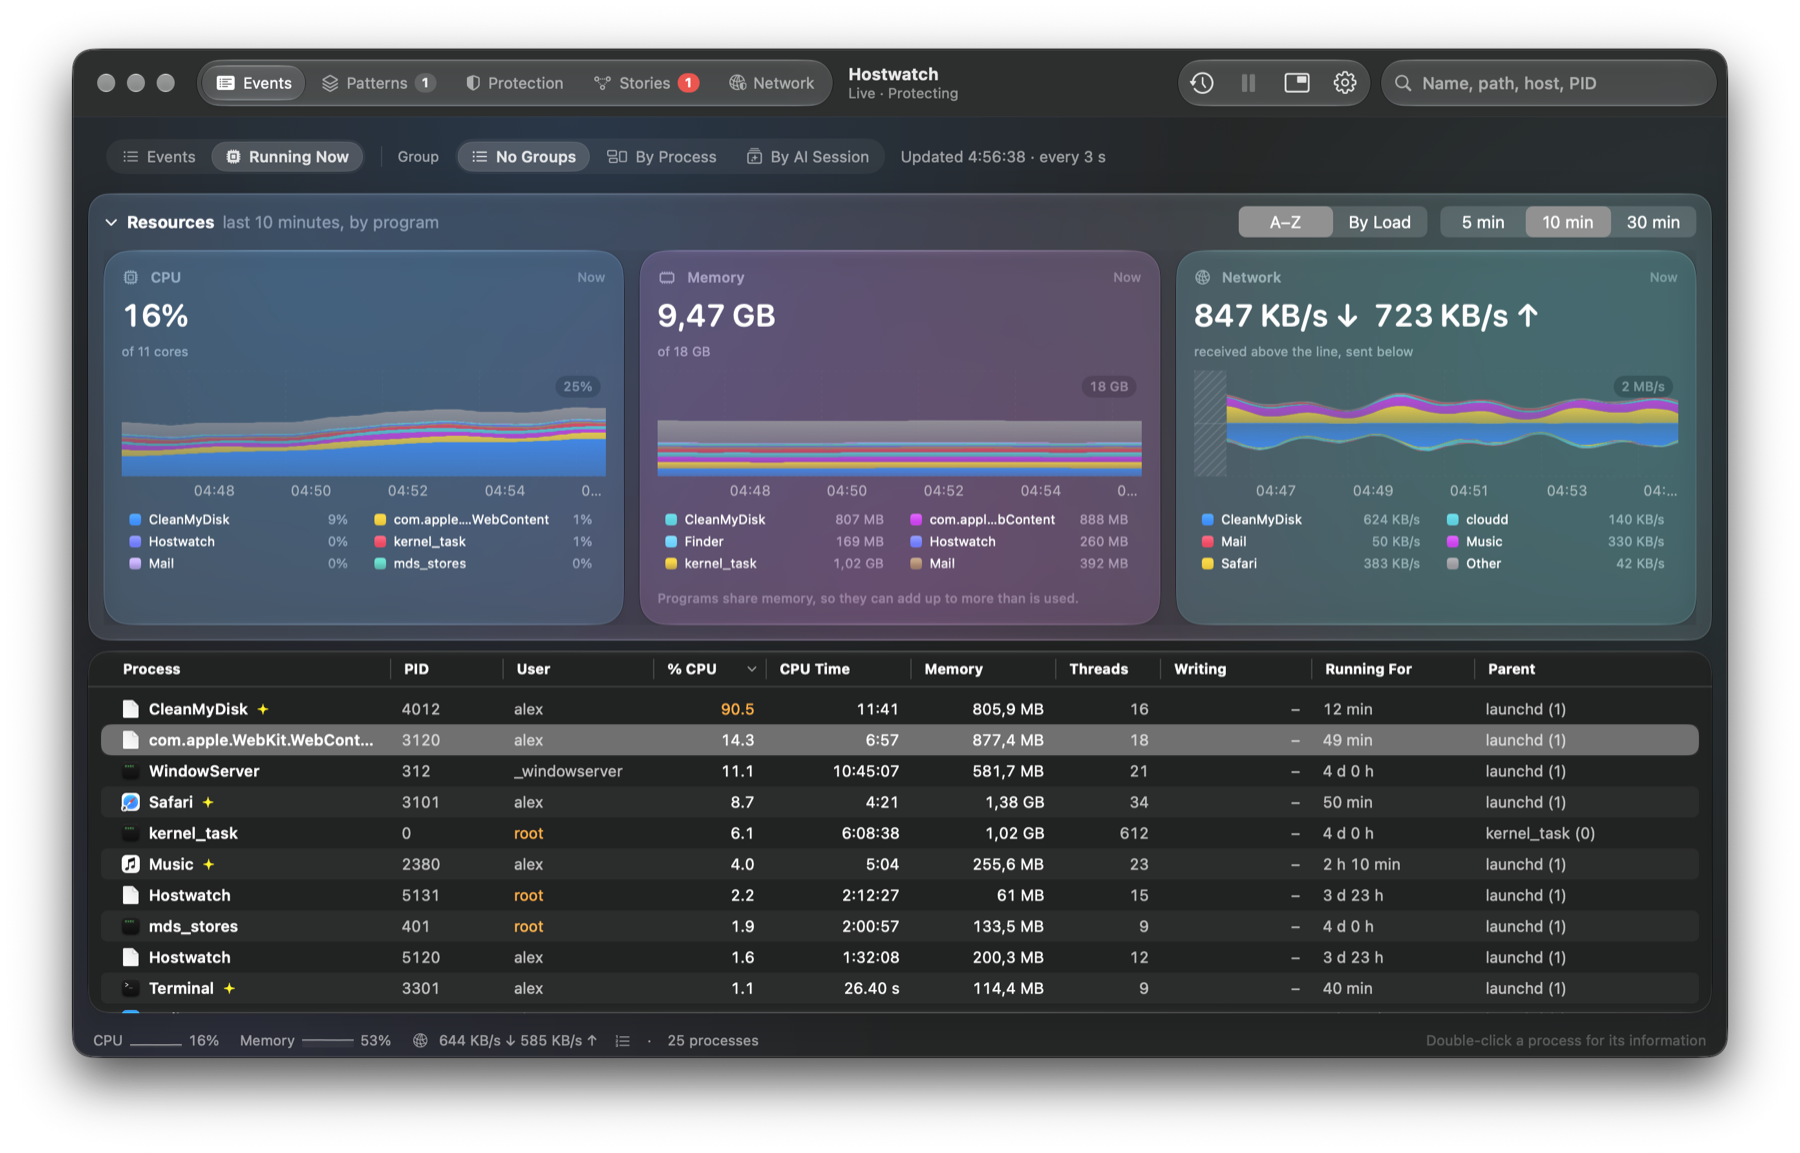 Events
Patterns 1
Protection
Stories 1
Network
Hostwatch
Live · Protecting
Name, path, host, PID
Events
Running Now
Group
No Groups
By Process
By AI Session
Updated 4:56:38 · every 3 s
Resources last 10 minutes, by program
A–Z
By Load
5 min
10 min
30 min
CPU
Now
16%
of 11 cores
25%
04:48 04:50 04:52 04:54 0...
CleanMyDisk 9% com.apple....WebContent 1%
Hostwatch 0% kernel_task 1%
Mail 0% mds_stores 0%
Memory
Now
9,47 GB
of 18 GB
18 GB
04:48 04:50 04:52 04:54 0...
CleanMyDisk 807 MB com.appl...bContent 888 MB
Finder 169 MB Hostwatch 260 MB
kernel_task 1,02 GB Mail 392 MB
Programs share memory, so they can add up to more than is used.
Network
Now
847 KB/s ↓ 723 KB/s ↑
received above the line, sent below
2 MB/s
04:47 04:49 04:51 04:53 04:...
CleanMyDisk 624 KB/s cloudd 140 KB/s
Mail 50 KB/s Music 330 KB/s
Safari 383 KB/s Other 42 KB/s
Process PID User % CPU CPU Time Memory Threads Writing Running For Parent
CleanMyDisk 4012 alex 90.5 11:41 805,9 MB 16 – 12 min launchd (1)
com.apple.WebKit.WebCont... 3120 alex 14.3 6:57 877,4 MB 18 – 49 min launchd (1)
WindowServer 312 _windowserver 11.1 10:45:07 581,7 MB 21 – 4 d 0 h launchd (1)
Safari 3101 alex 8.7 4:21 1,38 GB 34 – 50 min launchd (1)
kernel_task 0 root 6.1 6:08:38 1,02 GB 612 – 4 d 0 h kernel_task (0)
Music 2380 alex 4.0 5:04 255,6 MB 23 – 2 h 10 min launchd (1)
Hostwatch 5131 root 2.2 2:12:27 61 MB 15 – 3 d 23 h launchd (1)
mds_stores 401 root 1.9 2:00:57 133,5 MB 9 – 4 d 0 h launchd (1)
Hostwatch 5120 alex 1.6 1:32:08 200,3 MB 12 – 3 d 23 h launchd (1)
Terminal 3301 alex 1.1 26.40 s 114,4 MB 9 – 40 min launchd (1)
CPU 16% Memory 53% 644 KB/s ↓ 585 KB/s ↑ · 25 processes
Double-click a process for its information